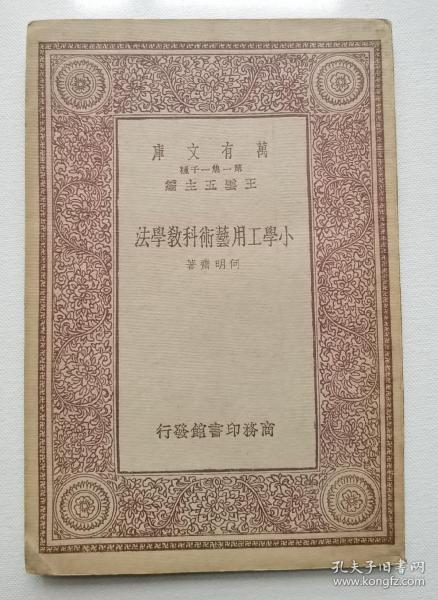 萬有文庫
第一集一千種
王雲五主編
小學工用藝術科教學法
何明齋著
商務印書館發行
孔夫子旧书网
www.kongfz.com